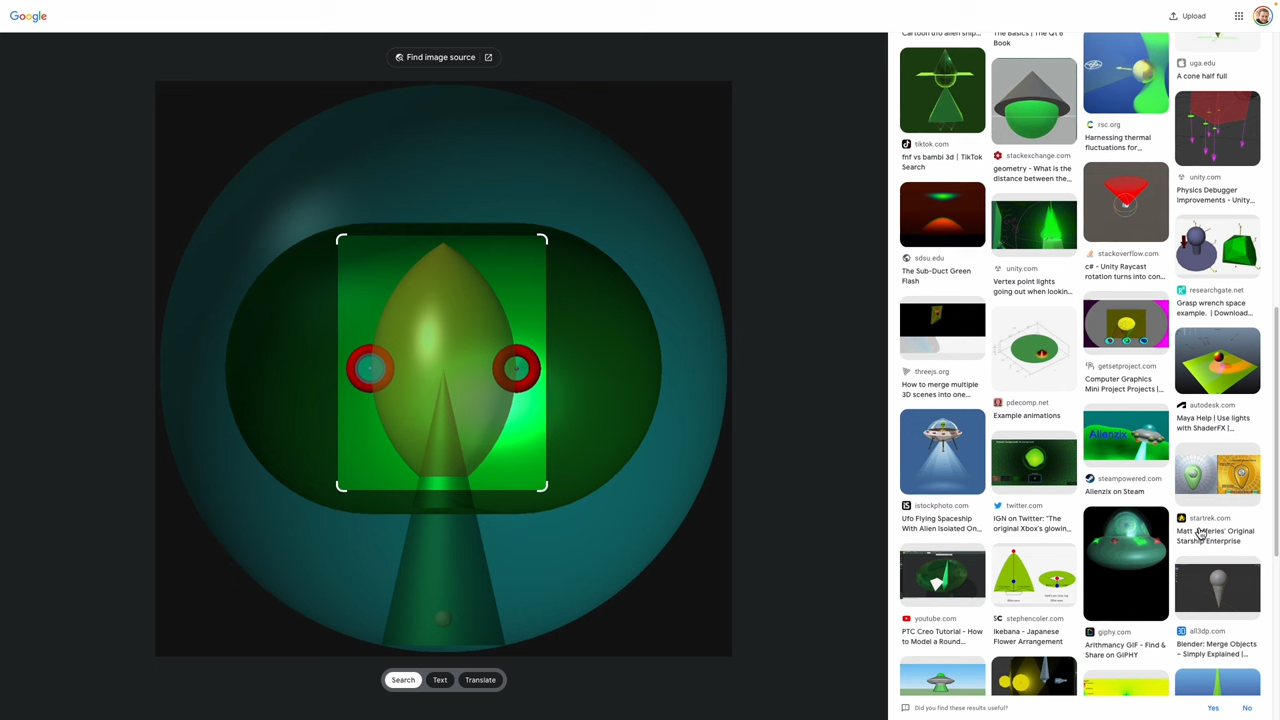 Google
Upload
Find image source
Search
Text
Translate
Cartoon ufo alien ship...
tiktok.com
fnf vs bambi 3d | TikTok
Search
sdsu.edu
The Sub-Duct Green
Flash
threejs.org
How to merge multiple
3D scenes into one...
istockphoto.com
Ufo Flying Spaceship
With Alien Isolated On...
youtube.com
PTC Creo Tutorial - How
to Model a Round...
The Basics | The Qt 6
Book
stackexchange.com
geometry - What is the
distance between the...
unity.com
Vertex point lights
going out when lookin...
pdecomp.net
Example animations
twitter.com
IGN on Twitter: "The
original Xbox's glowin...
stephencoler.com
Ikebana - Japanese
Flower Arrangement
rsc.org
Harnessing thermal
fluctuations for...
stackoverflow.com
c# - Unity Raycast
rotation turns into con...
getsetproject.com
Computer Graphics
Mini Project Projects |...
Alienzix
steampowered.com
Alienzix on Steam
giphy.com
Arithmancy GIF - Find &
Share on GIPHY
uga.edu
A cone half full
unity.com
Physics Debugger
Improvements - Unity...
researchgate.net
Grasp wrench space
example. | Download...
autodesk.com
Maya Help | Use lights
with ShaderFX |...
startrek.com
Matt Jefferies' Original
Starship Enterprise
all3dp.com
Blender: Merge Objects
– Simply Explained |...
Did you find these results useful?
Yes
No